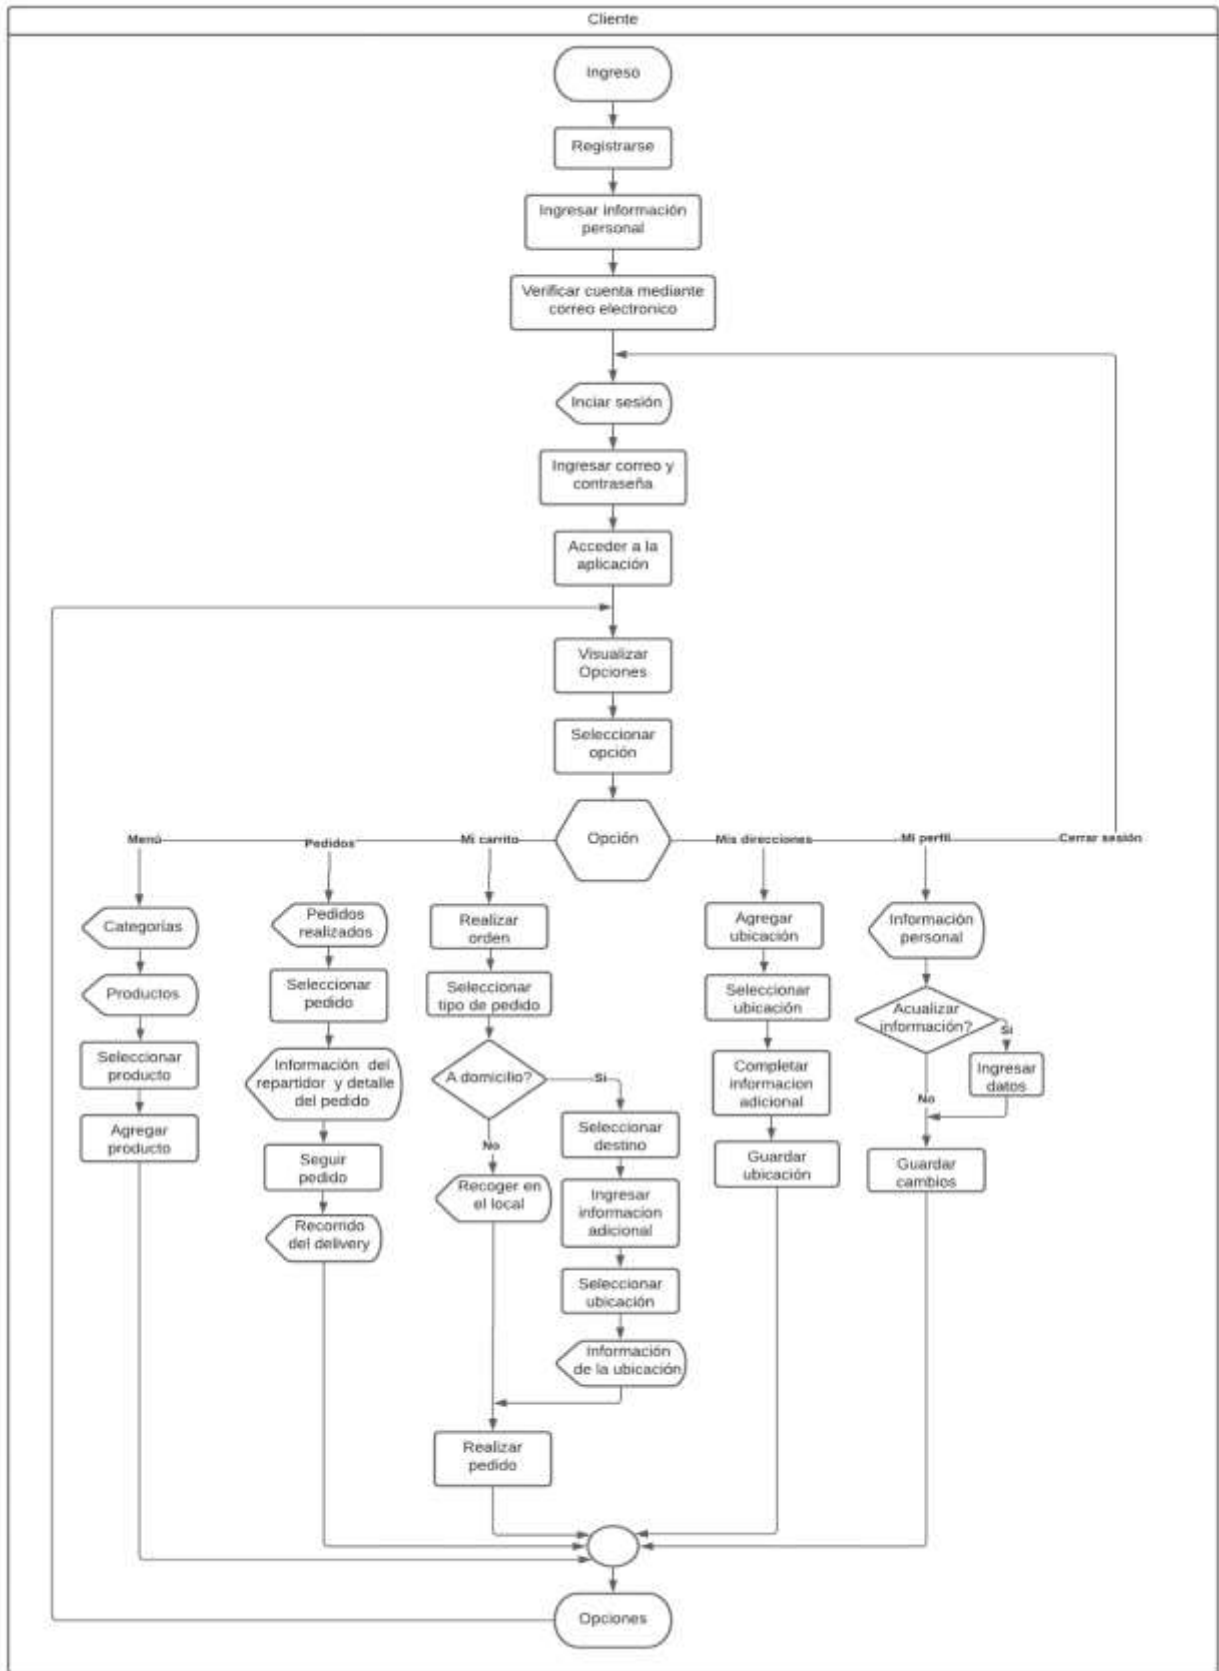 Cliente
Ingreso
Registrarse
Ingresar información
personal
Verificar cuenta mediante
correo electronico
Inciar sesión
Ingresar correo y
contraseña
Acceder a la
aplicación
Visualizar
Opciones
Seleccionar
opción
Opción
Menú
Pedidos
Mi carrito
Mis direcciones
Mi perfil
Cerrar sesión
Categorías
Productos
Seleccionar
producto
Agregar
producto
Pedidos
realizados
Seleccionar
pedido
Información del
repartidor y detalle
del pedido
Seguir
pedido
Recorrido
del delivery
Realizar
orden
Seleccionar
tipo de pedido
A domicilio?
Si
No
Recoger en
el local
Seleccionar
destino
Ingresar
informacion
adicional
Seleccionar
ubicación
Información
de la ubicación
Realizar
pedido
Agregar
ubicación
Seleccionar
ubicación
Completar
informacion
adicional
Guardar
ubicación
Información
personal
Acualizar
información?
Si
Ingresar
datos
No
Guardar
cambios
Opciones